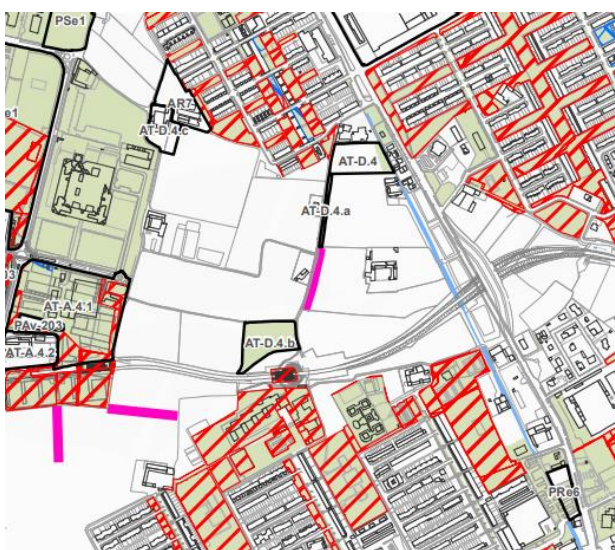 PSe1
e1
AR7
AT-D.4.c
AT-D.4
AT-D.4.a
03
AT-A.4.1
PAv-203
AT-A.4.2
AT-D.4.b
PRe6